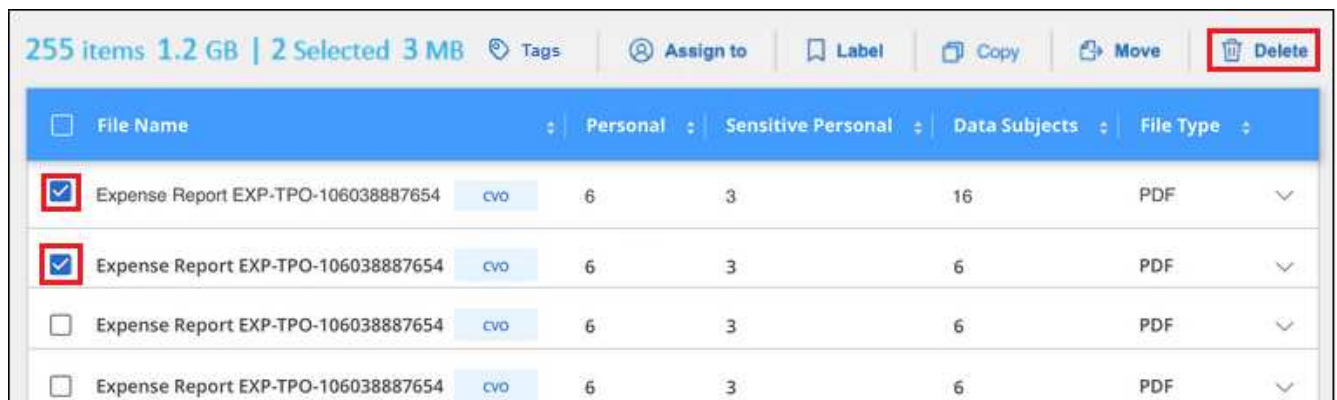 255 items 1.2 GB | 2 Selected 3 MB Tags Assign to Label Copy Move Delete
File Name Personal Sensitive Personal Data Subjects File Type
Expense Report EXP-TPO-106038887654 CVO 6 3 16 PDF
Expense Report EXP-TPO-106038887654 CVO 6 3 6 PDF
Expense Report EXP-TPO-106038887654 CVO 6 3 6 PDF
Expense Report EXP-TPO-106038887654 CVO 6 3 6 PDF